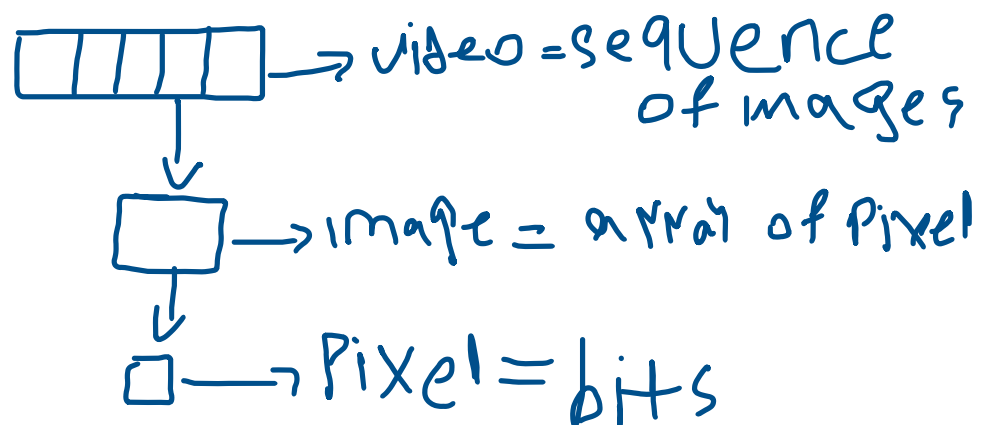 video = sequence
of images
image = array of Pixel
Pixel = bits